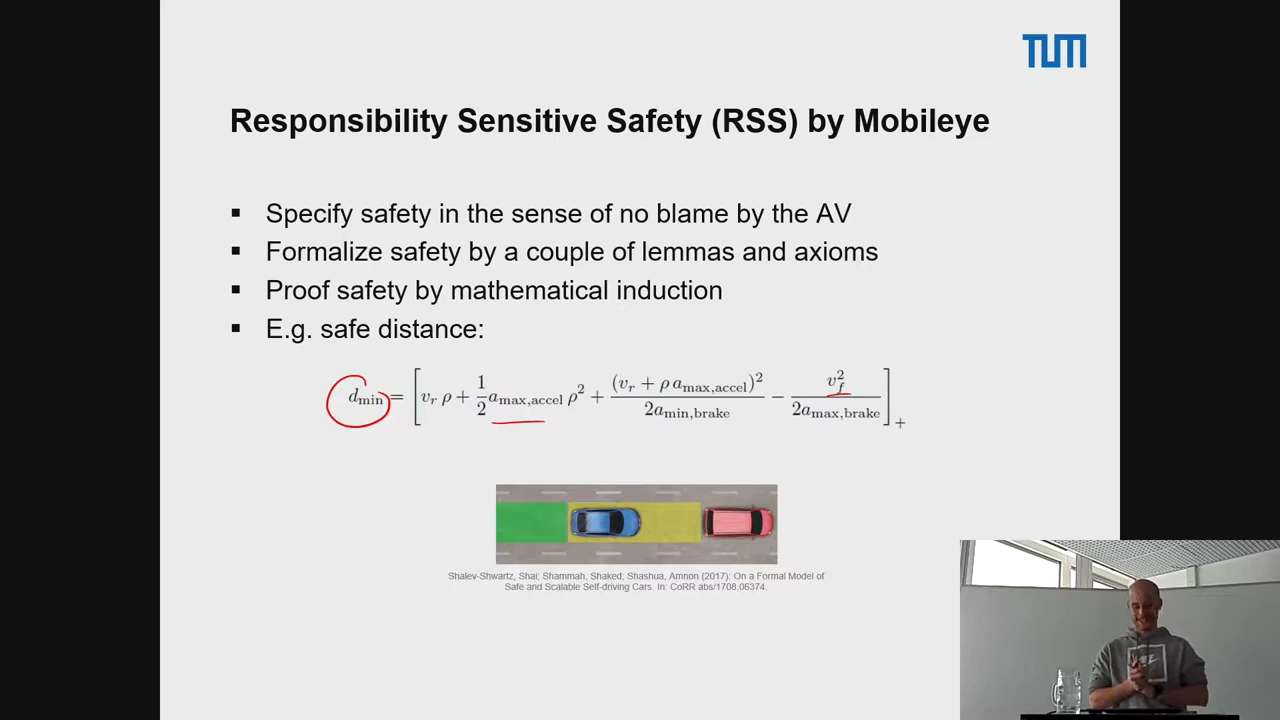 TUM
Responsibility Sensitive Safety (RSS) by Mobileye
▪ Specify safety in the sense of no blame by the AV
▪ Formalize safety by a couple of lemmas and axioms
▪ Proof safety by mathematical induction
▪ E.g. safe distance:
d_min = [ v_r ρ + 1/2 a_max,accel ρ² + (v_r + ρ a_max,accel)² / 2a_min,brake − v_f² / 2a_max,brake ]_+
Shalev-Shwartz, Shai; Shammah, Shaked; Shashua, Amnon (2017): On a Formal Model of
Safe and Scalable Self-driving Cars. In: CoRR abs/1708.06374.